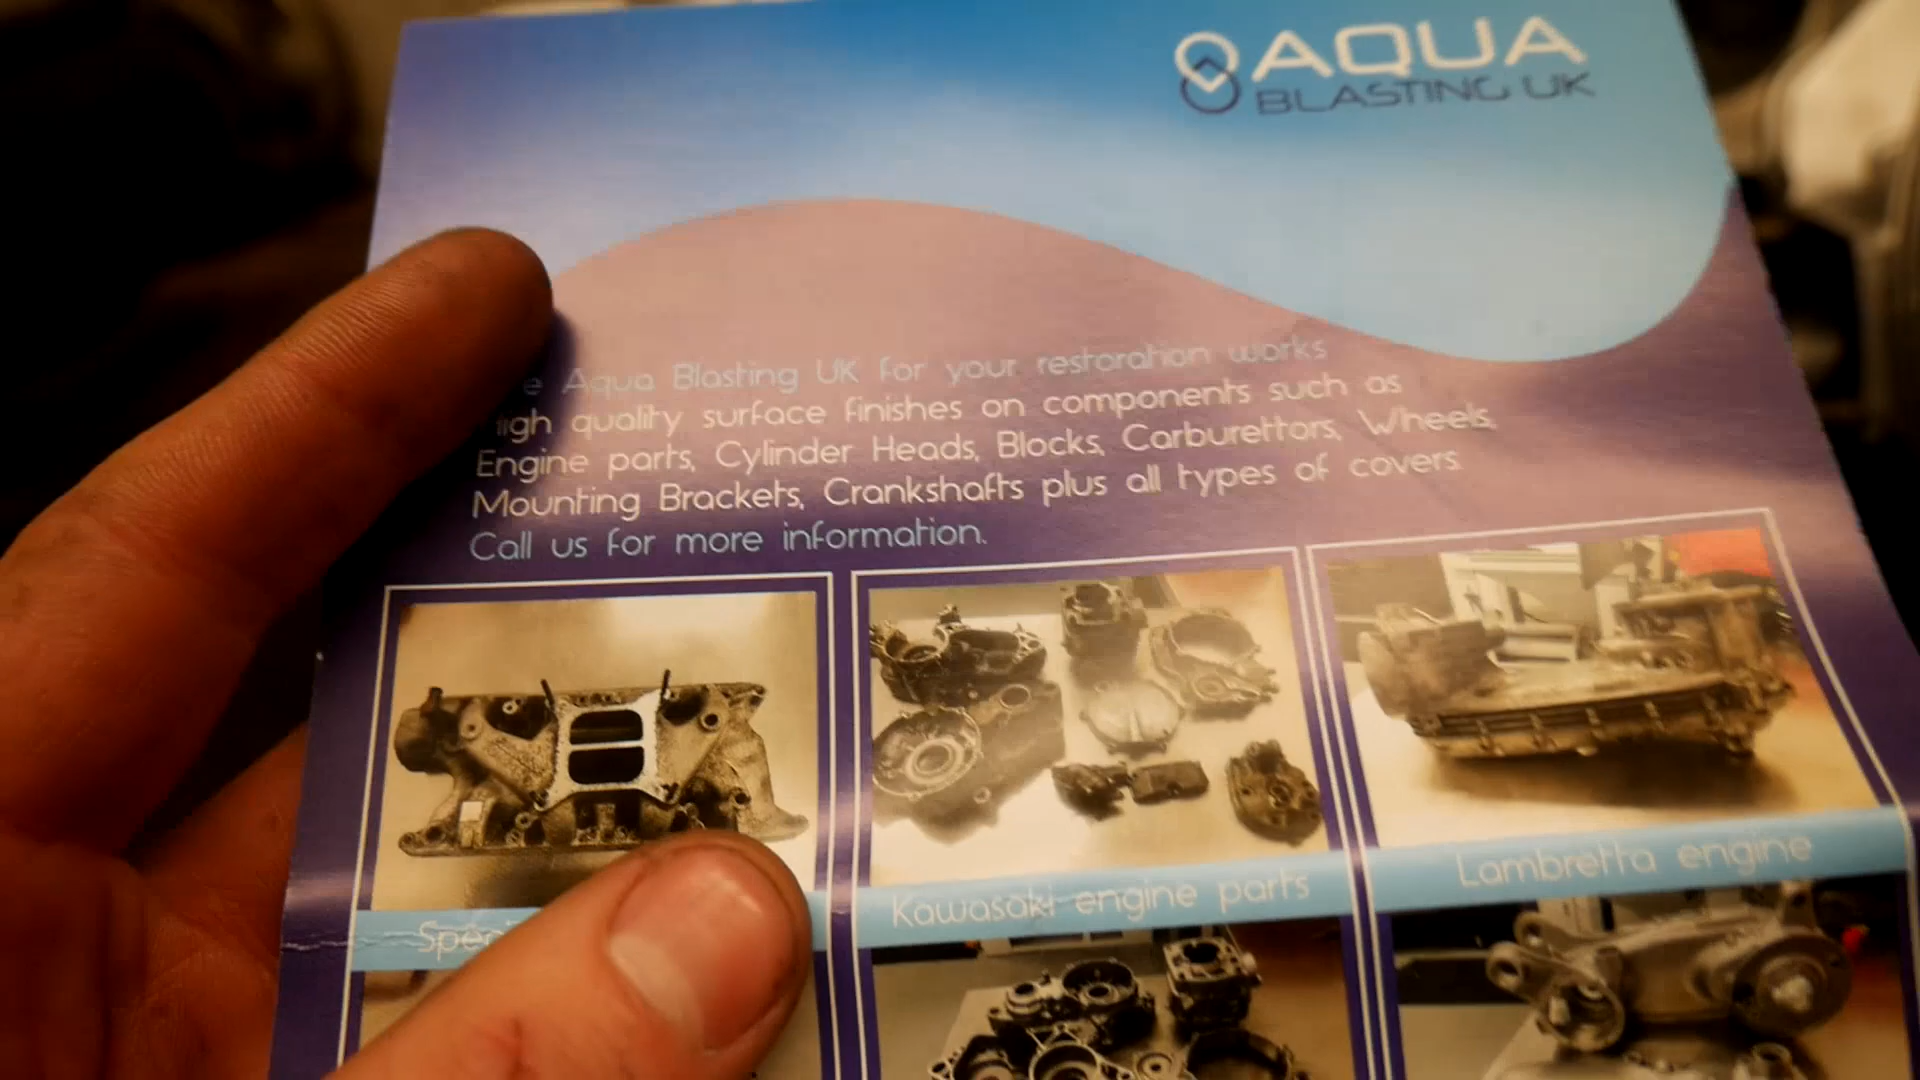 AQUA
BLASTING UK
Aqua Blasting UK for your restoration works
quality surface finishes on components such as
Engine parts, Cylinder Heads, Blocks, Carburettors, Wheels,
Mounting Brackets, Crankshafts plus all types of covers
Call us for more information.
Kawasaki engine parts
Lambretta engine